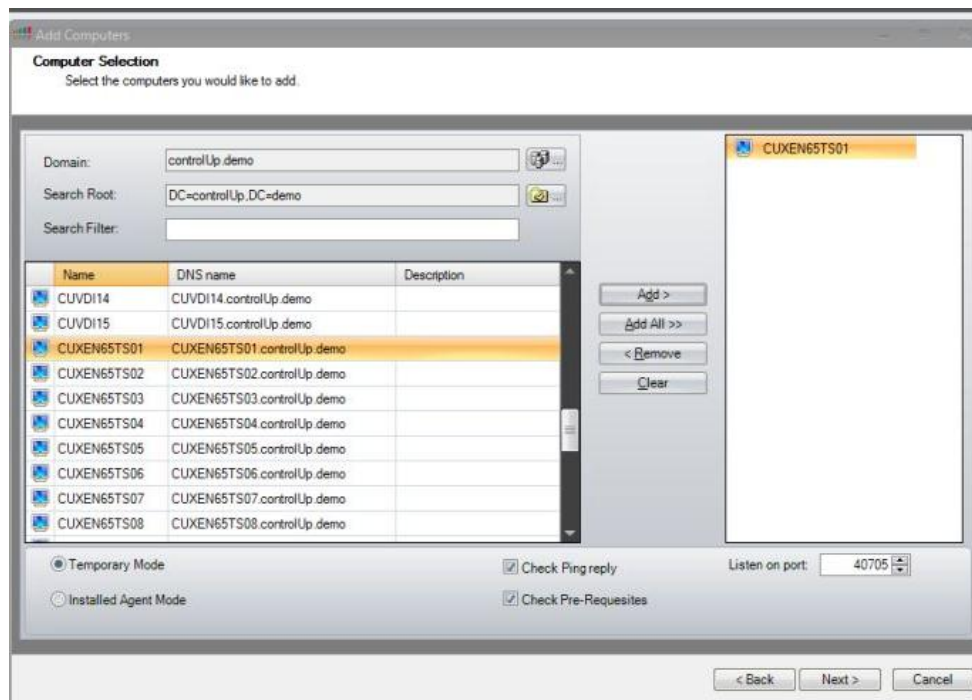 Add Computers
Computer Selection
Select the computers you would like to add.
Domain: controlUp.demo ...
Search Root: DC=controlUp,DC=demo ...
Search Filter:
Name DNS name Description
CUVDI14 CUVDI14.controlUp.demo
CUVDI15 CUVDI15.controlUp.demo
CUXEN65TS01 CUXEN65TS01.controlUp.demo
CUXEN65TS02 CUXEN65TS02.controlUp.demo
CUXEN65TS03 CUXEN65TS03.controlUp.demo
CUXEN65TS04 CUXEN65TS04.controlUp.demo
CUXEN65TS05 CUXEN65TS05.controlUp.demo
CUXEN65TS06 CUXEN65TS06.controlUp.demo
CUXEN65TS07 CUXEN65TS07.controlUp.demo
CUXEN65TS08 CUXEN65TS08.controlUp.demo
Add >
Add All >>
< Remove
Clear
CUXEN65TS01
Temporary Mode
Installed Agent Mode
Check Ping reply
Check Pre-Requesites
Listen on port: 40705
< Back Next > Cancel